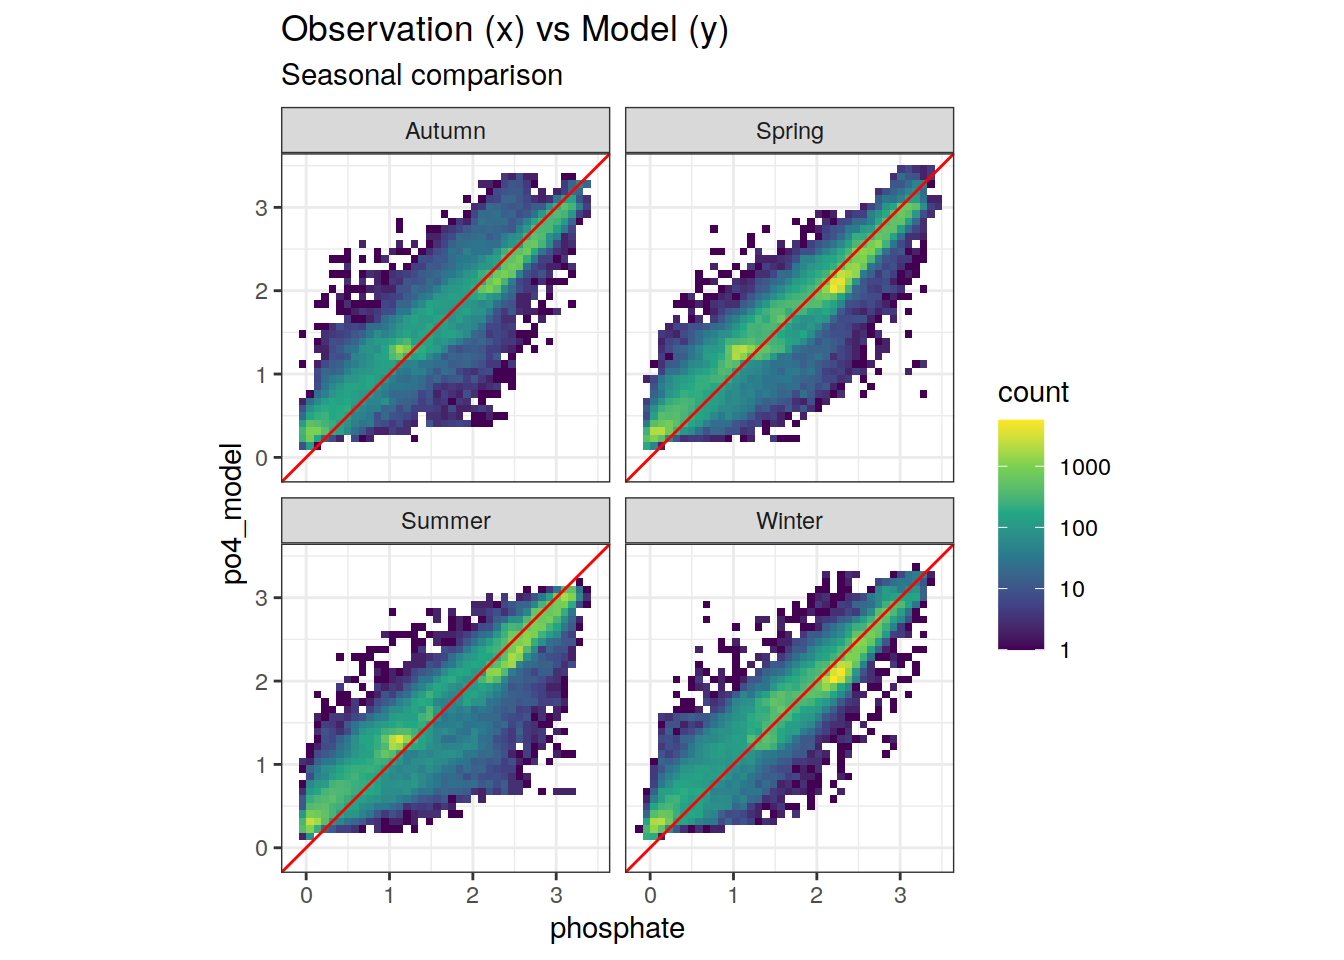 Observation (x) vs Model (y)
Seasonal comparison
Autumn
Spring
3
2
1
0
Summer
Winter
3
2
1
0
0 1 2 3
0 1 2 3
phosphate
po4_model
count
1000
100
10
1